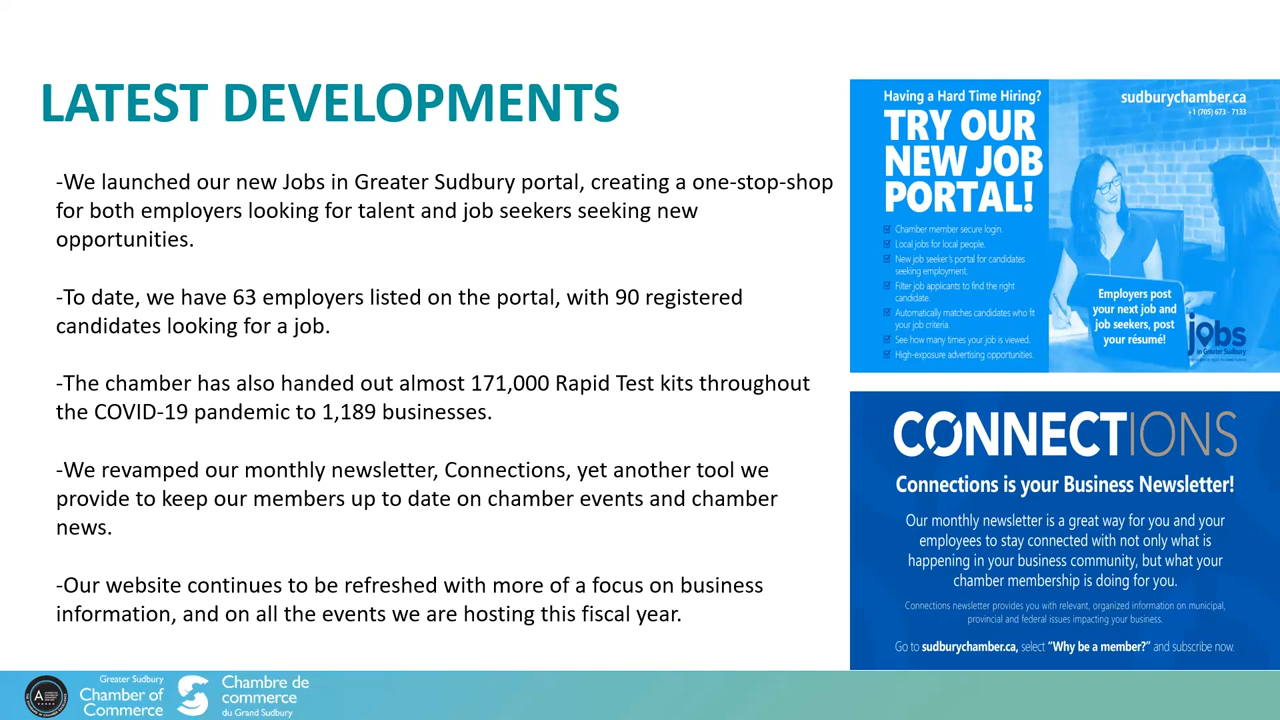 LATEST DEVELOPMENTS
-We launched our new Jobs in Greater Sudbury portal, creating a one-stop-shop
for both employers looking for talent and job seekers seeking new
opportunities.
-To date, we have 63 employers listed on the portal, with 90 registered
candidates looking for a job.
-The chamber has also handed out almost 171,000 Rapid Test kits throughout
the COVID-19 pandemic to 1,189 businesses.
-We revamped our monthly newsletter, Connections, yet another tool we
provide to keep our members up to date on chamber events and chamber
news.
-Our website continues to be refreshed with more of a focus on business
information, and on all the events we are hosting this fiscal year.
Having a Hard Time Hiring?
TRY OUR
NEW JOB
PORTAL!
Chamber member secure login.
Local jobs for local people.
New job seeker's portal for candidates
seeking employment.
Filter job applicants to find the right
candidate.
Automatically matches candidates who fit
your job criteria.
See how many times your job is viewed.
High-exposure advertising opportunities.
sudburychamber.ca
+1 (705) 673 - 7133
Employers post
your next job and
job seekers, post
your résumé!
jobs
in Greater Sudbury
CONNECTIONS
Connections is your Business Newsletter!
Our monthly newsletter is a great way for you and your
employees to stay connected with not only what is
happening in your business community, but what your
chamber membership is doing for you.
Connections newsletter provides you with relevant, organized information on municipal,
provincial and federal issues impacting your business.
Go to sudburychamber.ca, select "Why be a member?" and subscribe now.
A
Greater Sudbury
Chamber of
Commerce
Chambre de
commerce
du Grand Sudbury